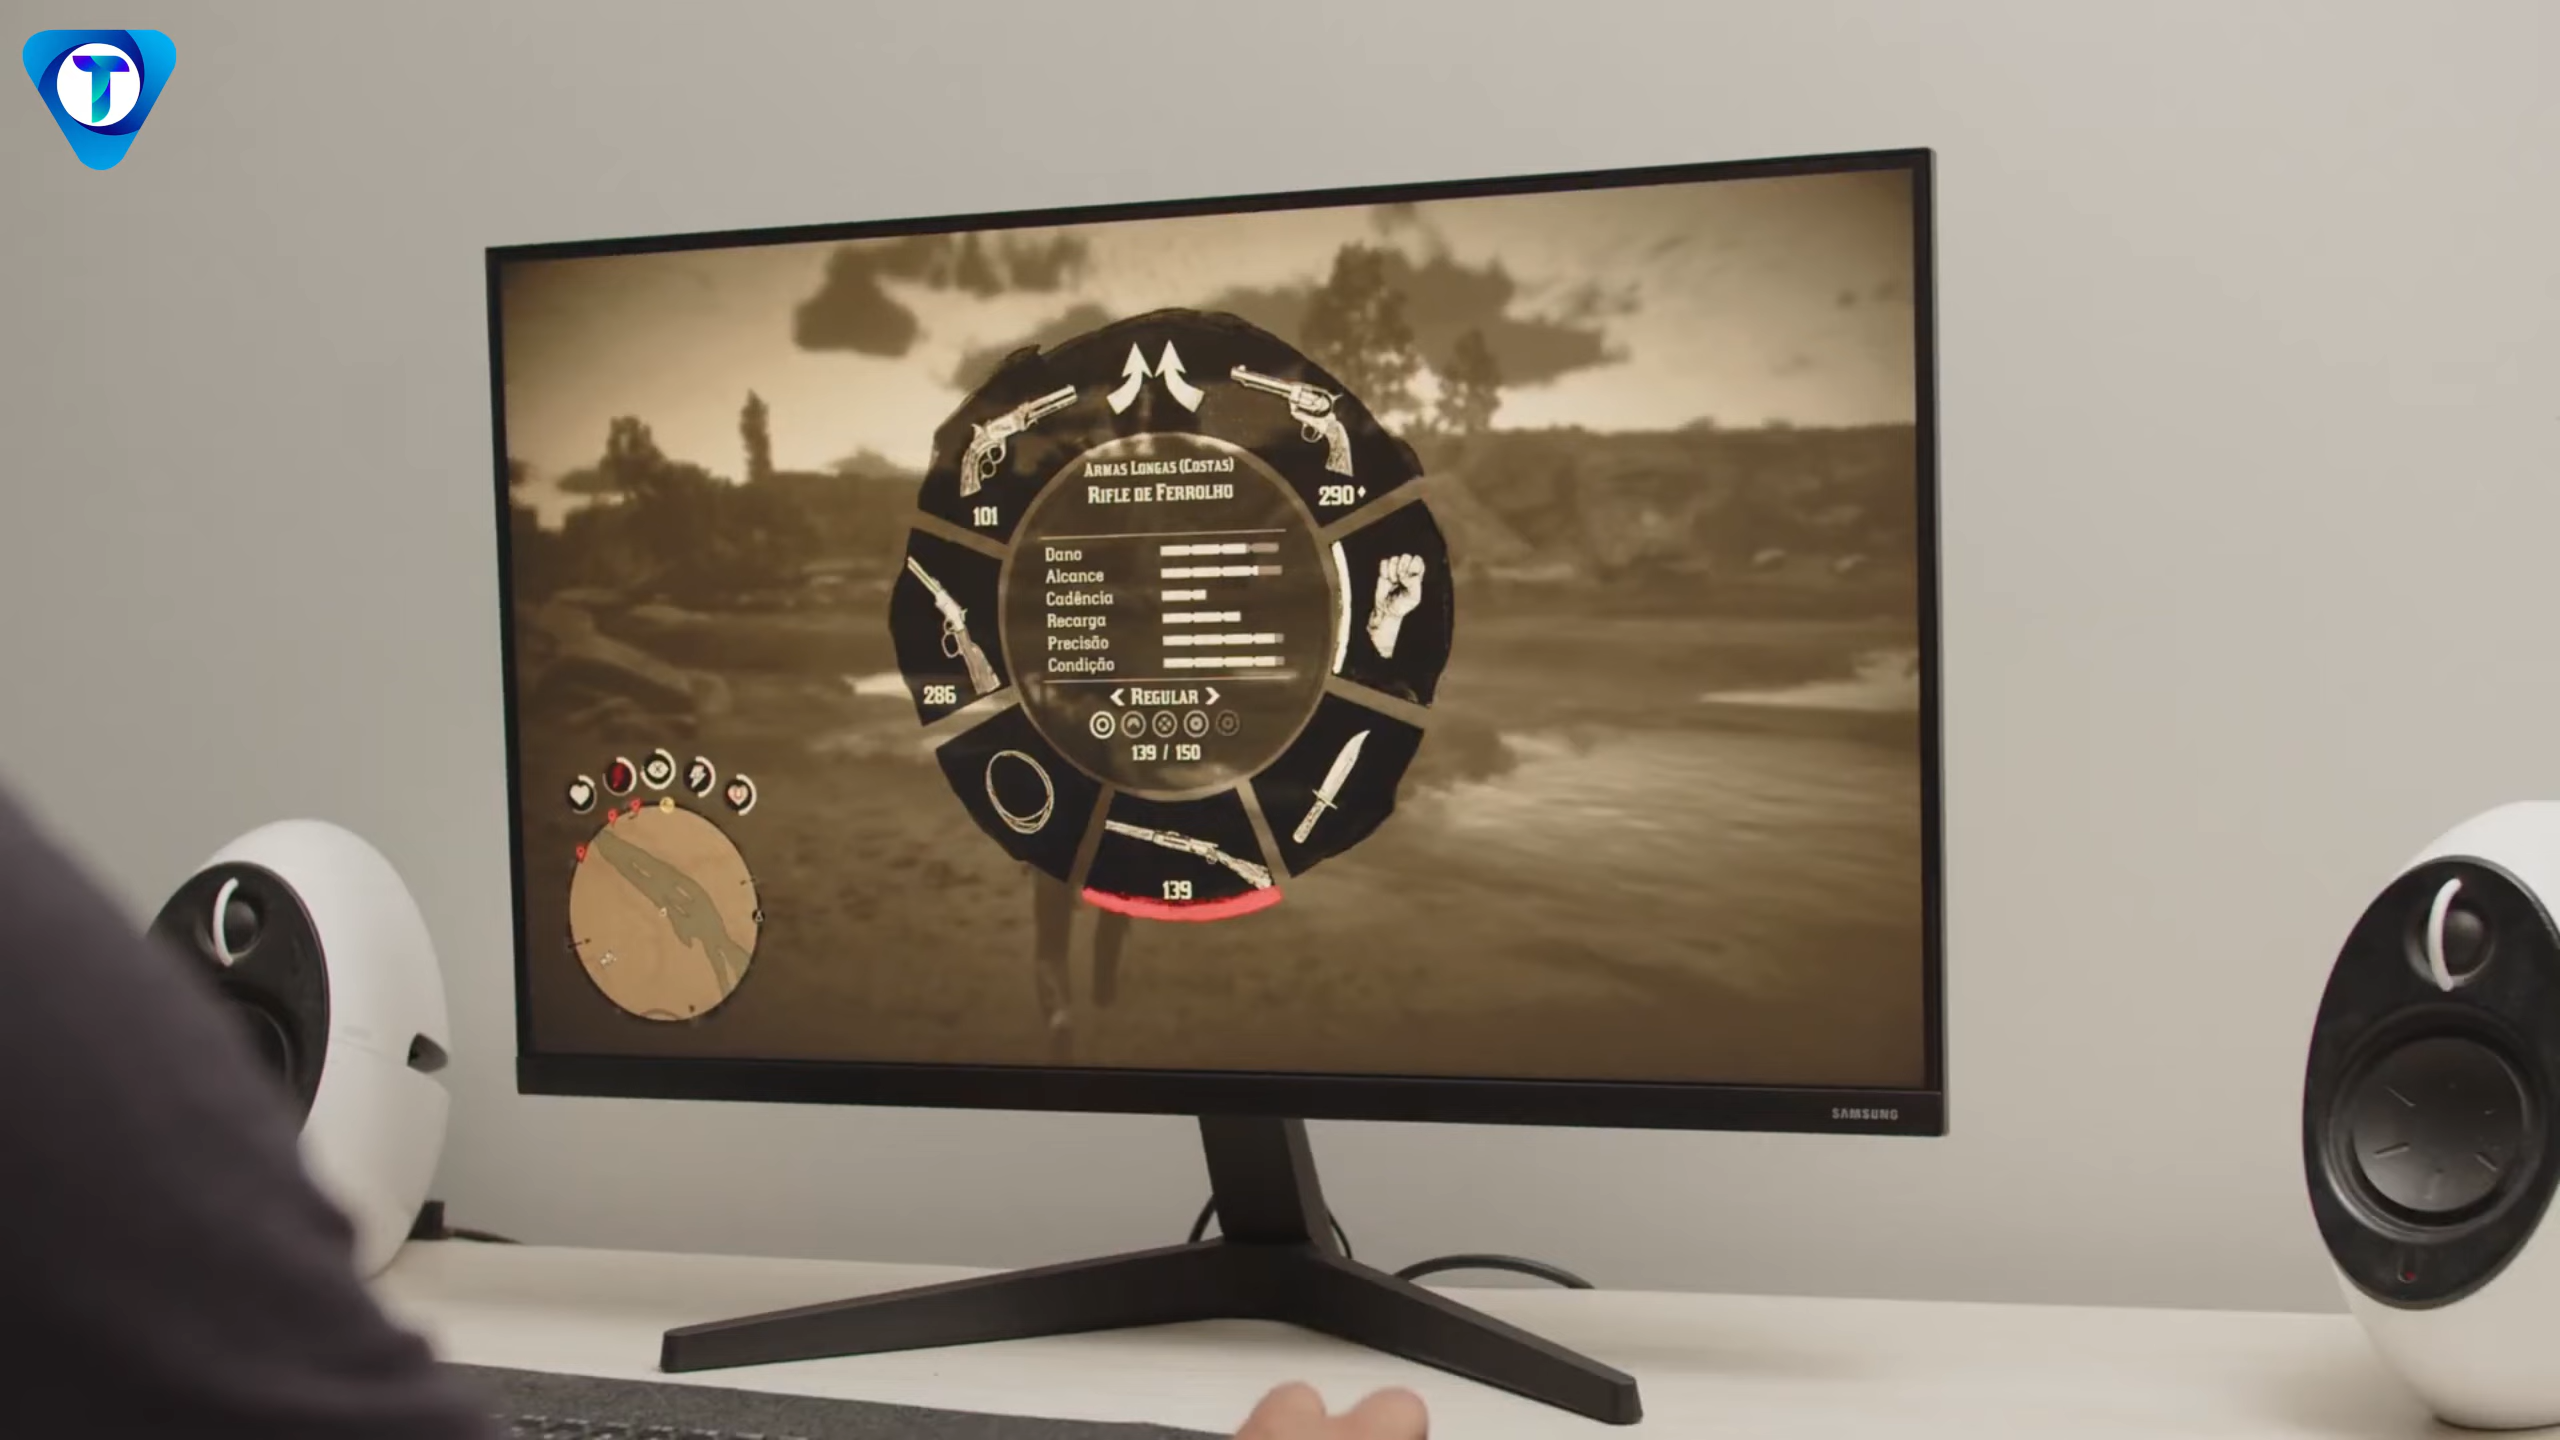 T
Armas Longas (Costas)
Rifle de Ferrolho
101
290
Dano
Alcance
Cadência
Recarga
Precisão
Condição
286
Regular
139 / 150
139
SAMSUNG